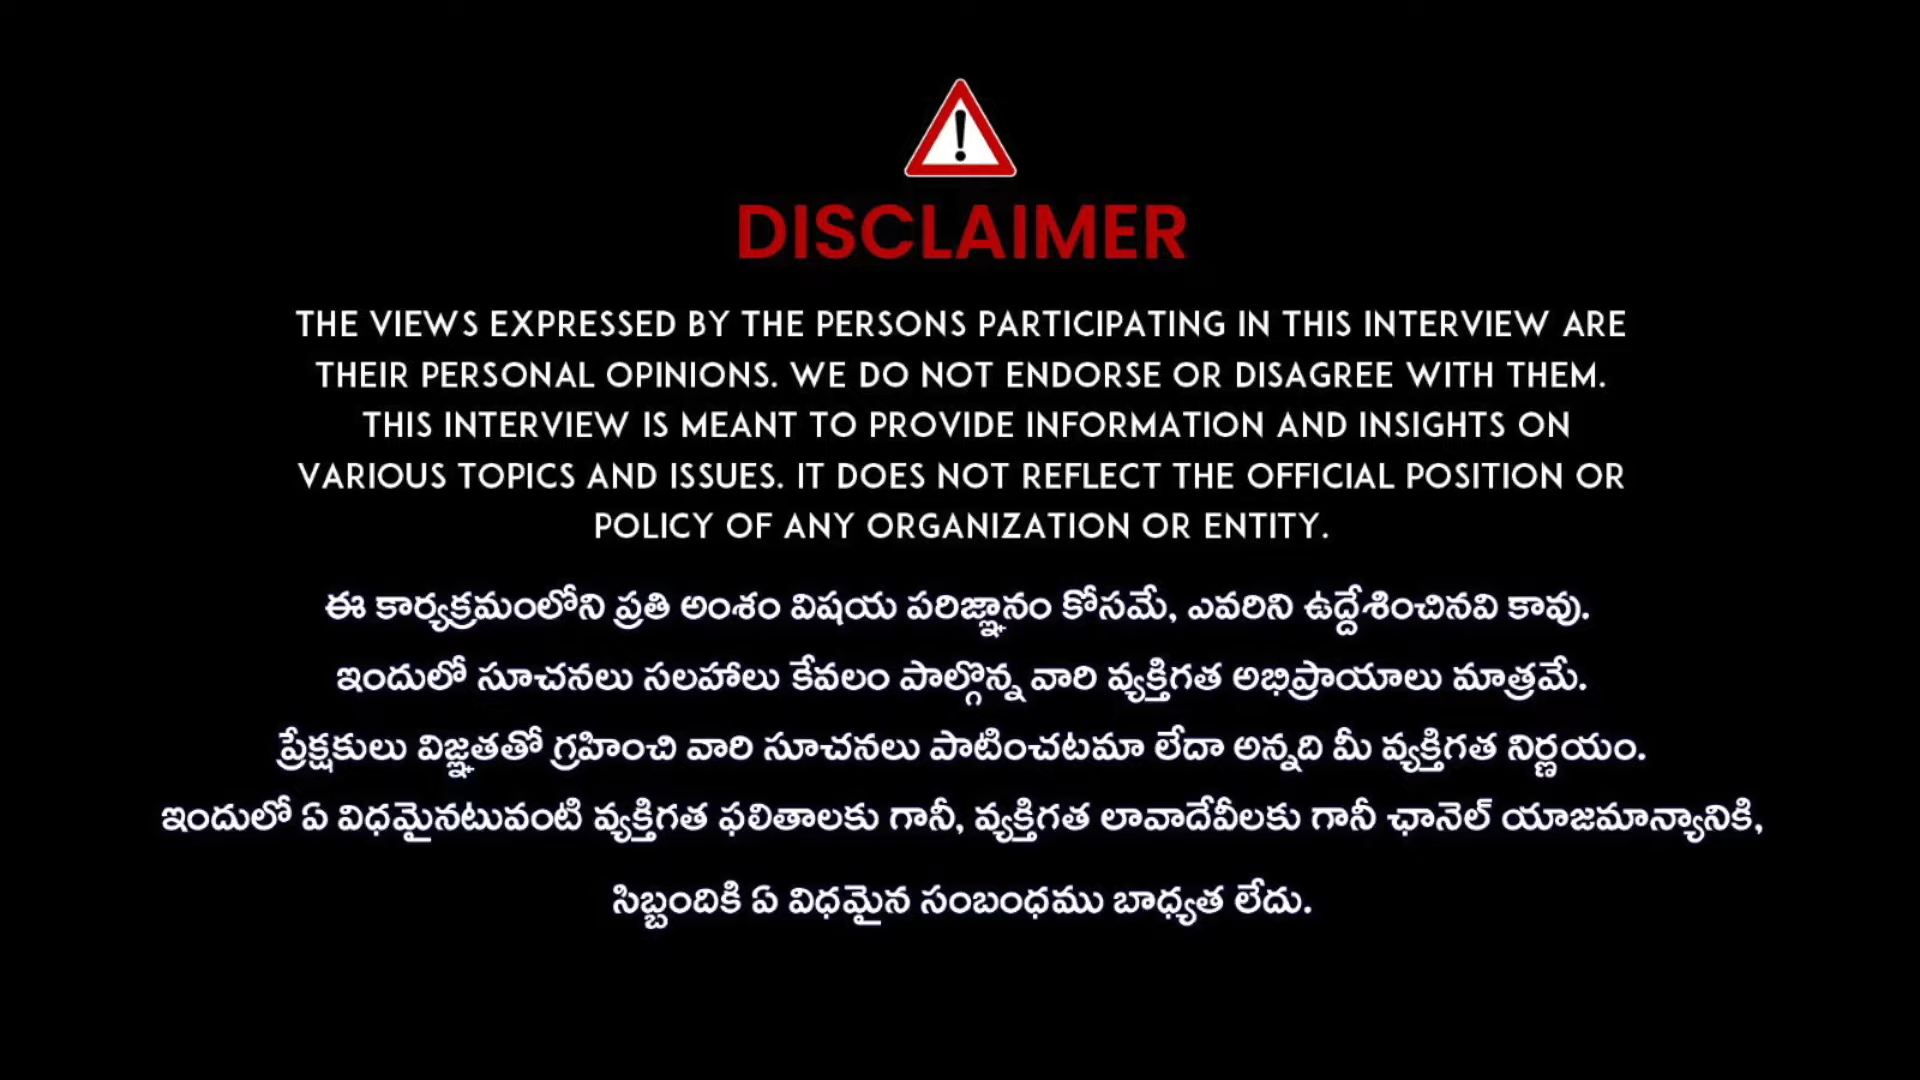 DISCLAIMER
THE VIEWS EXPRESSED BY THE PERSONS PARTICIPATING IN THIS INTERVIEW ARE
THEIR PERSONAL OPINIONS. WE DO NOT ENDORSE OR DISAGREE WITH THEM.
THIS INTERVIEW IS MEANT TO PROVIDE INFORMATION AND INSIGHTS ON
VARIOUS TOPICS AND ISSUES. IT DOES NOT REFLECT THE OFFICIAL POSITION OR
POLICY OF ANY ORGANIZATION OR ENTITY.
ఈ కార్యక్రమంలోని ప్రతి అంశం విషయ పరిజ్ఞానం కోసమే, ఎవరిని ఉద్దేశించినవి కావు.
ఇందులో సూచనలు సలహాలు కేవలం పాల్గొన్న వారి వ్యక్తిగత అభిప్రాయాలు మాత్రమే.
ప్రేక్షకులు విజ్ఞతతో గ్రహించి వారి సూచనలు పాటించటమా లేదా అన్నది మీ వ్యక్తిగత నిర్ణయం.
ఇందులో ఏ విధమైనటువంటి వ్యక్తిగత ఫలితాలకు గానీ, వ్యక్తిగత లావాదేవీలకు గానీ ఛానెల్ యాజమాన్యానికి,
సిబ్బందికి ఏ విధమైన సంబంధము బాధ్యత లేదు.